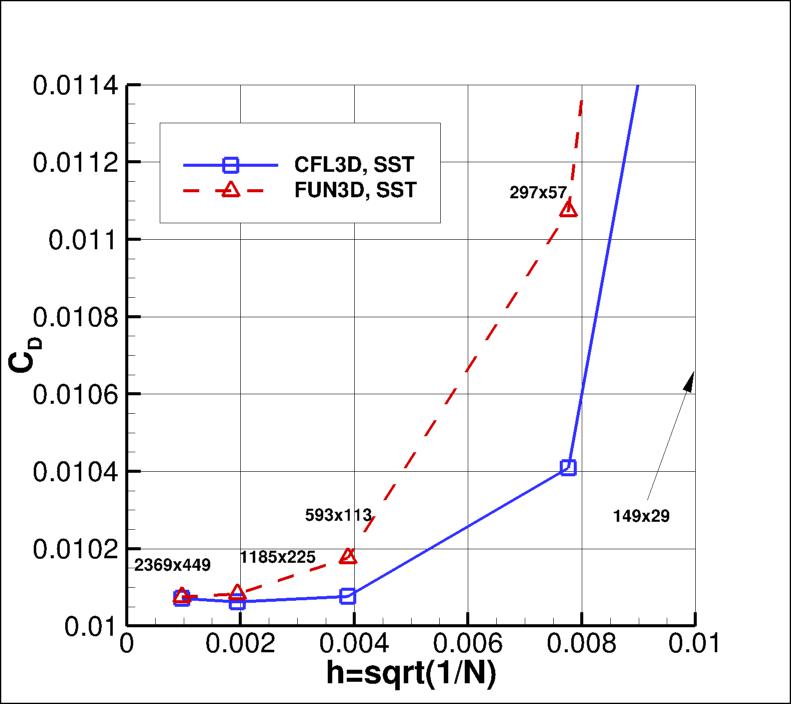 0.0114
0.0112
0.011
0.0108
0.0106
0.0104
0.0102
0.01
C_D
CFL3D, SST
FUN3D, SST
297x57
593x113
149x29
1185x225
2369x449
0 0.002 0.004 0.006 0.008 0.01
h=sqrt(1/N)